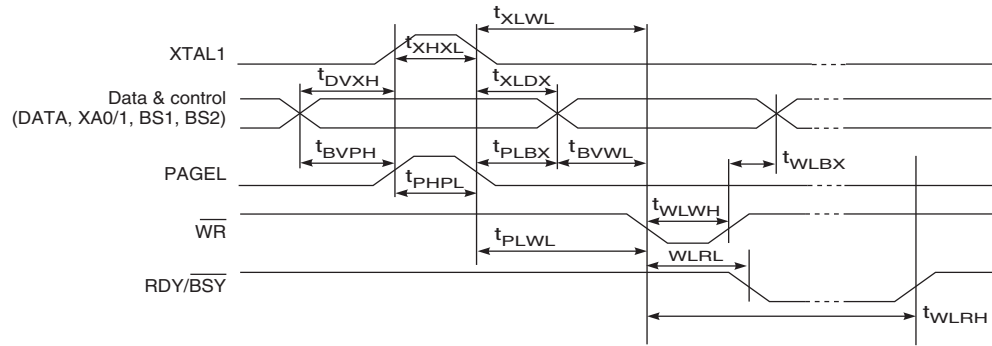 tXLWL
XTAL1
tXHXL
tDVXH
tXLDX
Data & control
(DATA, XA0/1, BS1, BS2)
tBVPH
tPLBX
tBVWL
tWLBX
PAGEL
tPHPL
tWLWH
WR
tPLWL
WLRL
RDY/BSY
tWLRH